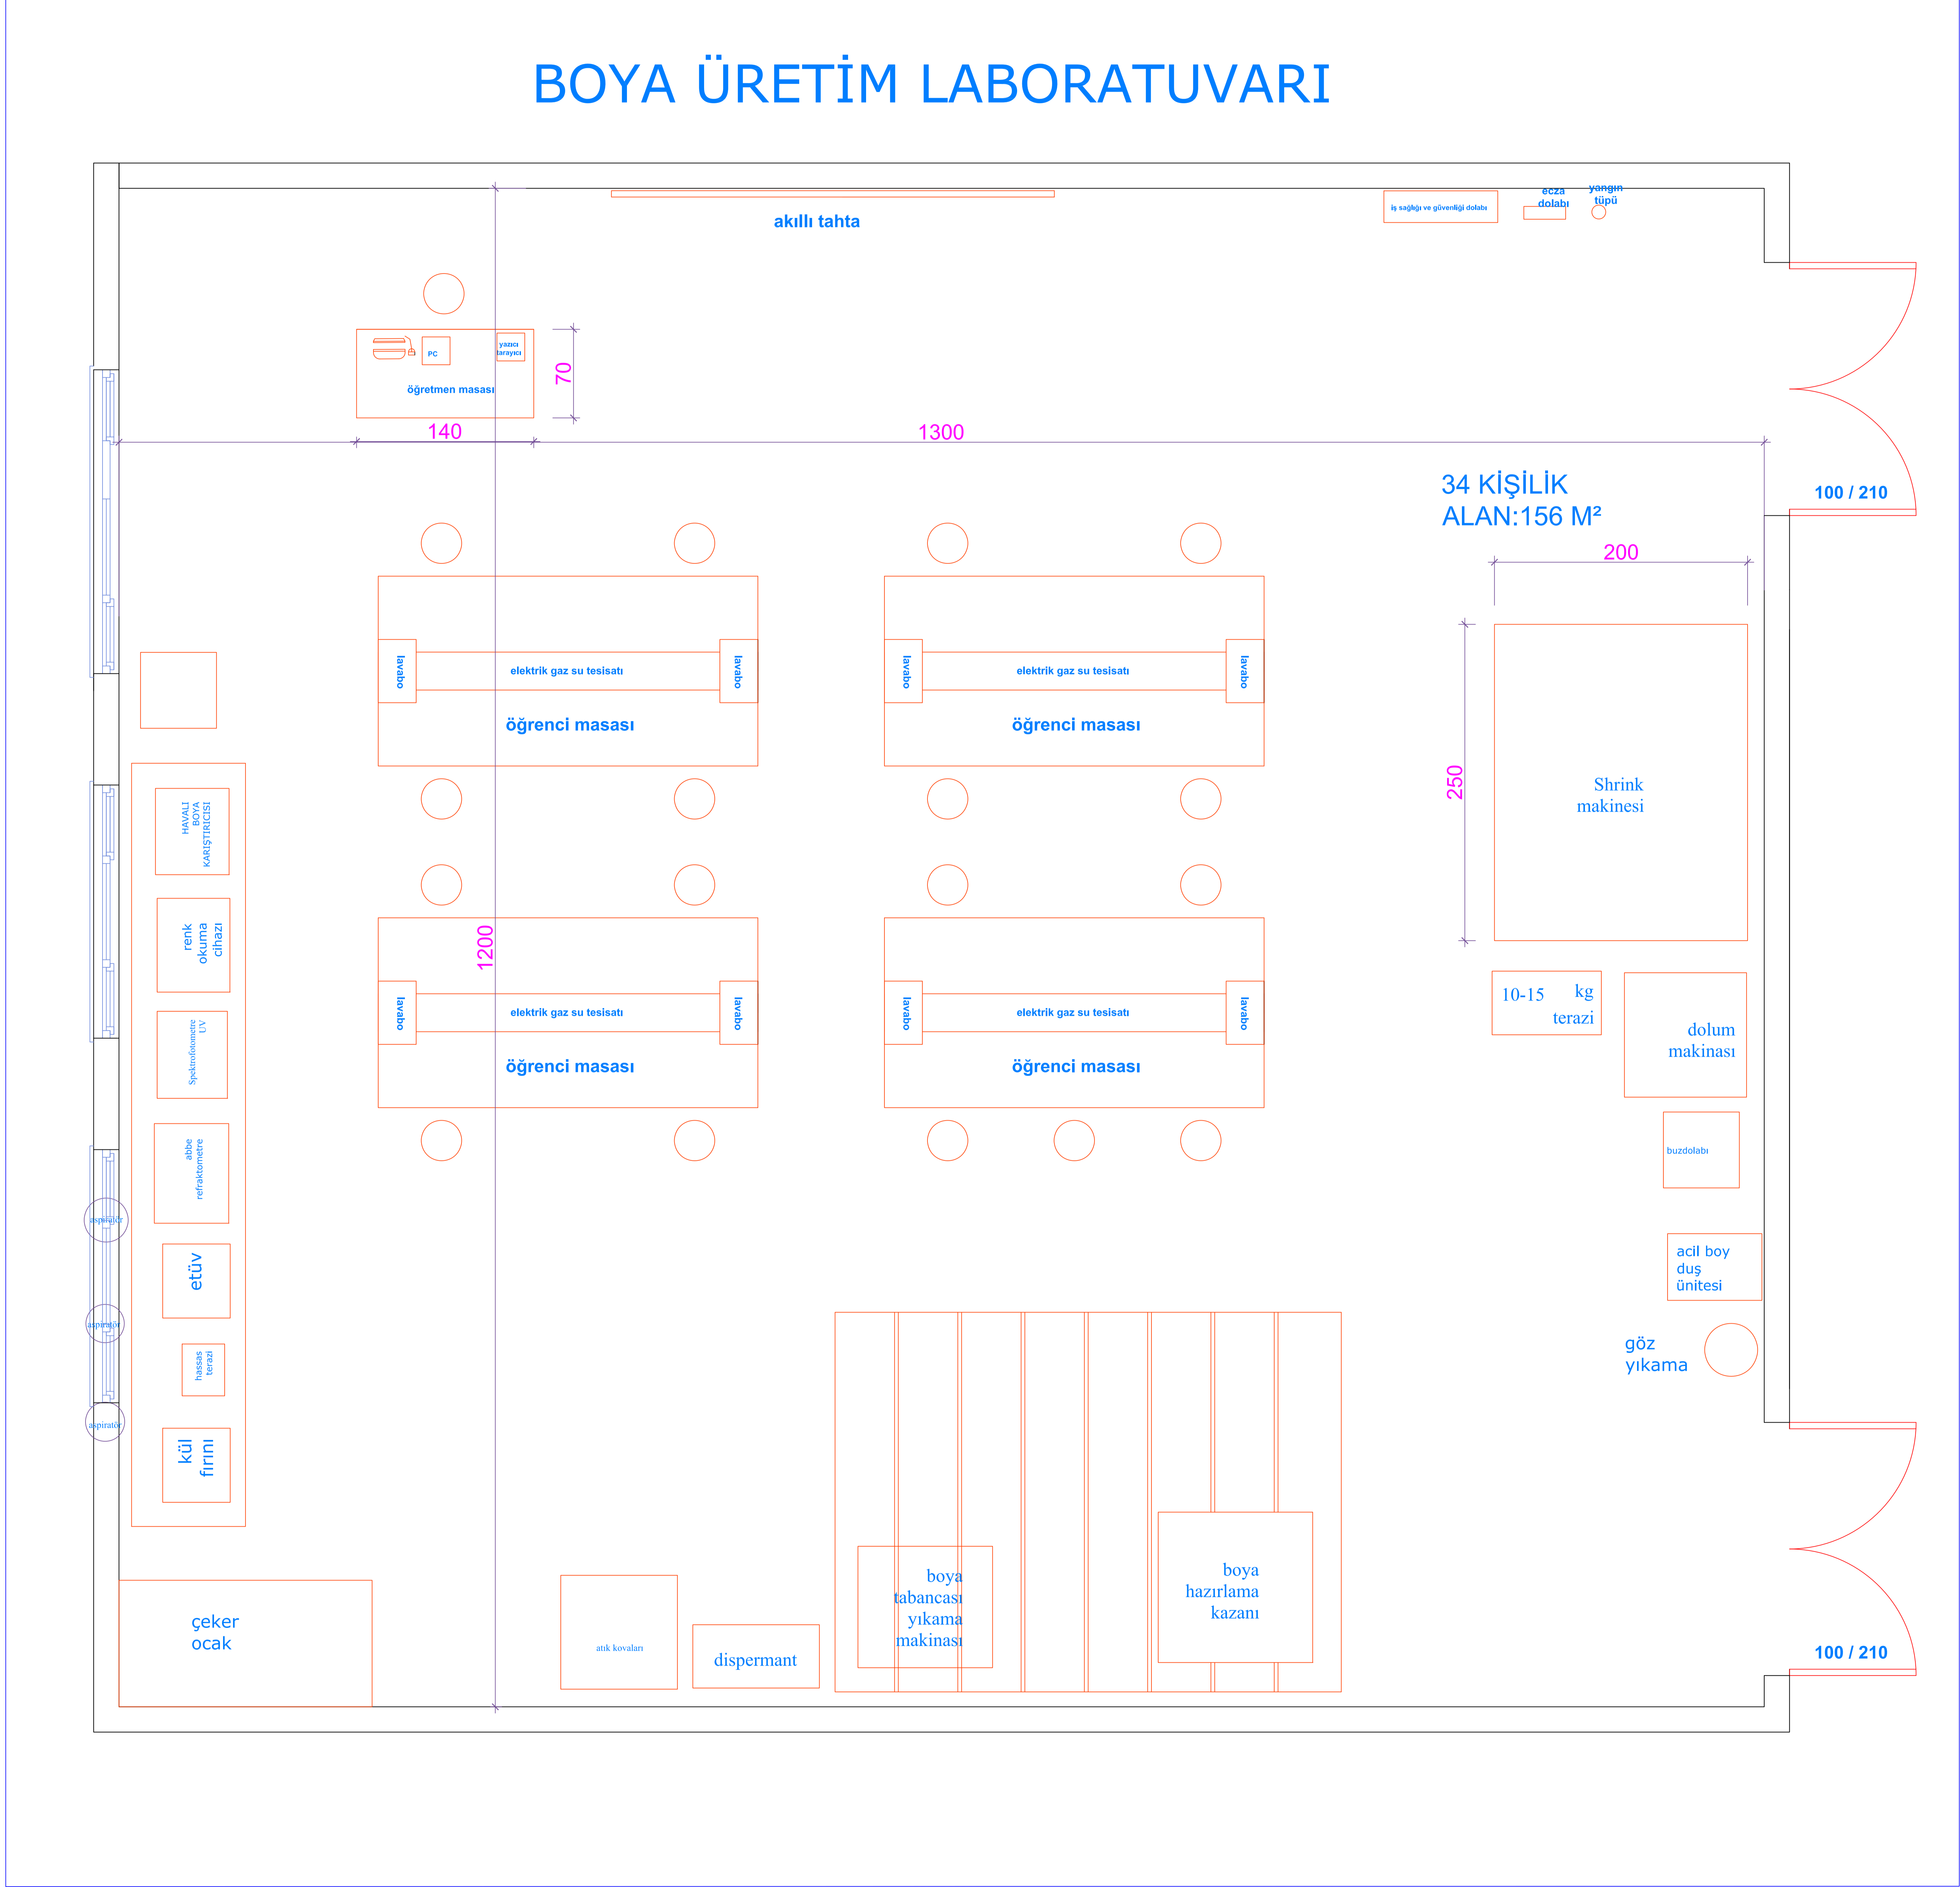 BOYA ÜRETİM LABORATUVARI
akıllı tahta
iş sağlığı ve güvenliği dolabı
ecza
dolabı
yangın
tüpü
PC
yazıcı
tarayıcı
öğretmen masası
70
140
1300
34 KİŞİLİK
ALAN:156 M²
100 / 210
200
lavabo
elektrik gaz su tesisatı
lavabo
öğrenci masası
lavabo
elektrik gaz su tesisatı
lavabo
öğrenci masası
250
Shrink
makinesi
HAVALI
BOYA
KARIŞTIRICISI
renk
okuma
cihazı
1200
lavabo
elektrik gaz su tesisatı
lavabo
öğrenci masası
lavabo
elektrik gaz su tesisatı
lavabo
öğrenci masası
10-15 kg
terazi
dolum
makinası
Spektrofotometre
UV
abbe
refraktometre
buzdolabı
aspiratör
etüv
acil boy
duş
ünitesi
aspiratör
hassas
terazi
göz
yıkama
aspiratör
kül
fırını
çeker
ocak
atık kovaları
dispermant
boya
tabancası
yıkama
makinası
boya
hazırlama
kazanı
100 / 210